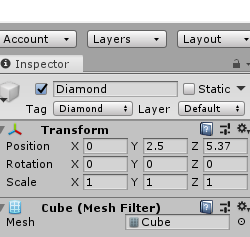 Account Layers Layout
Inspector
Diamond Static
Tag Diamond Layer Default
Transform
Position X 0 Y 2.5 Z 5.37
Rotation X 0 Y 0 Z 0
Scale X 1 Y 1 Z 1
Cube (Mesh Filter)
Mesh Cube